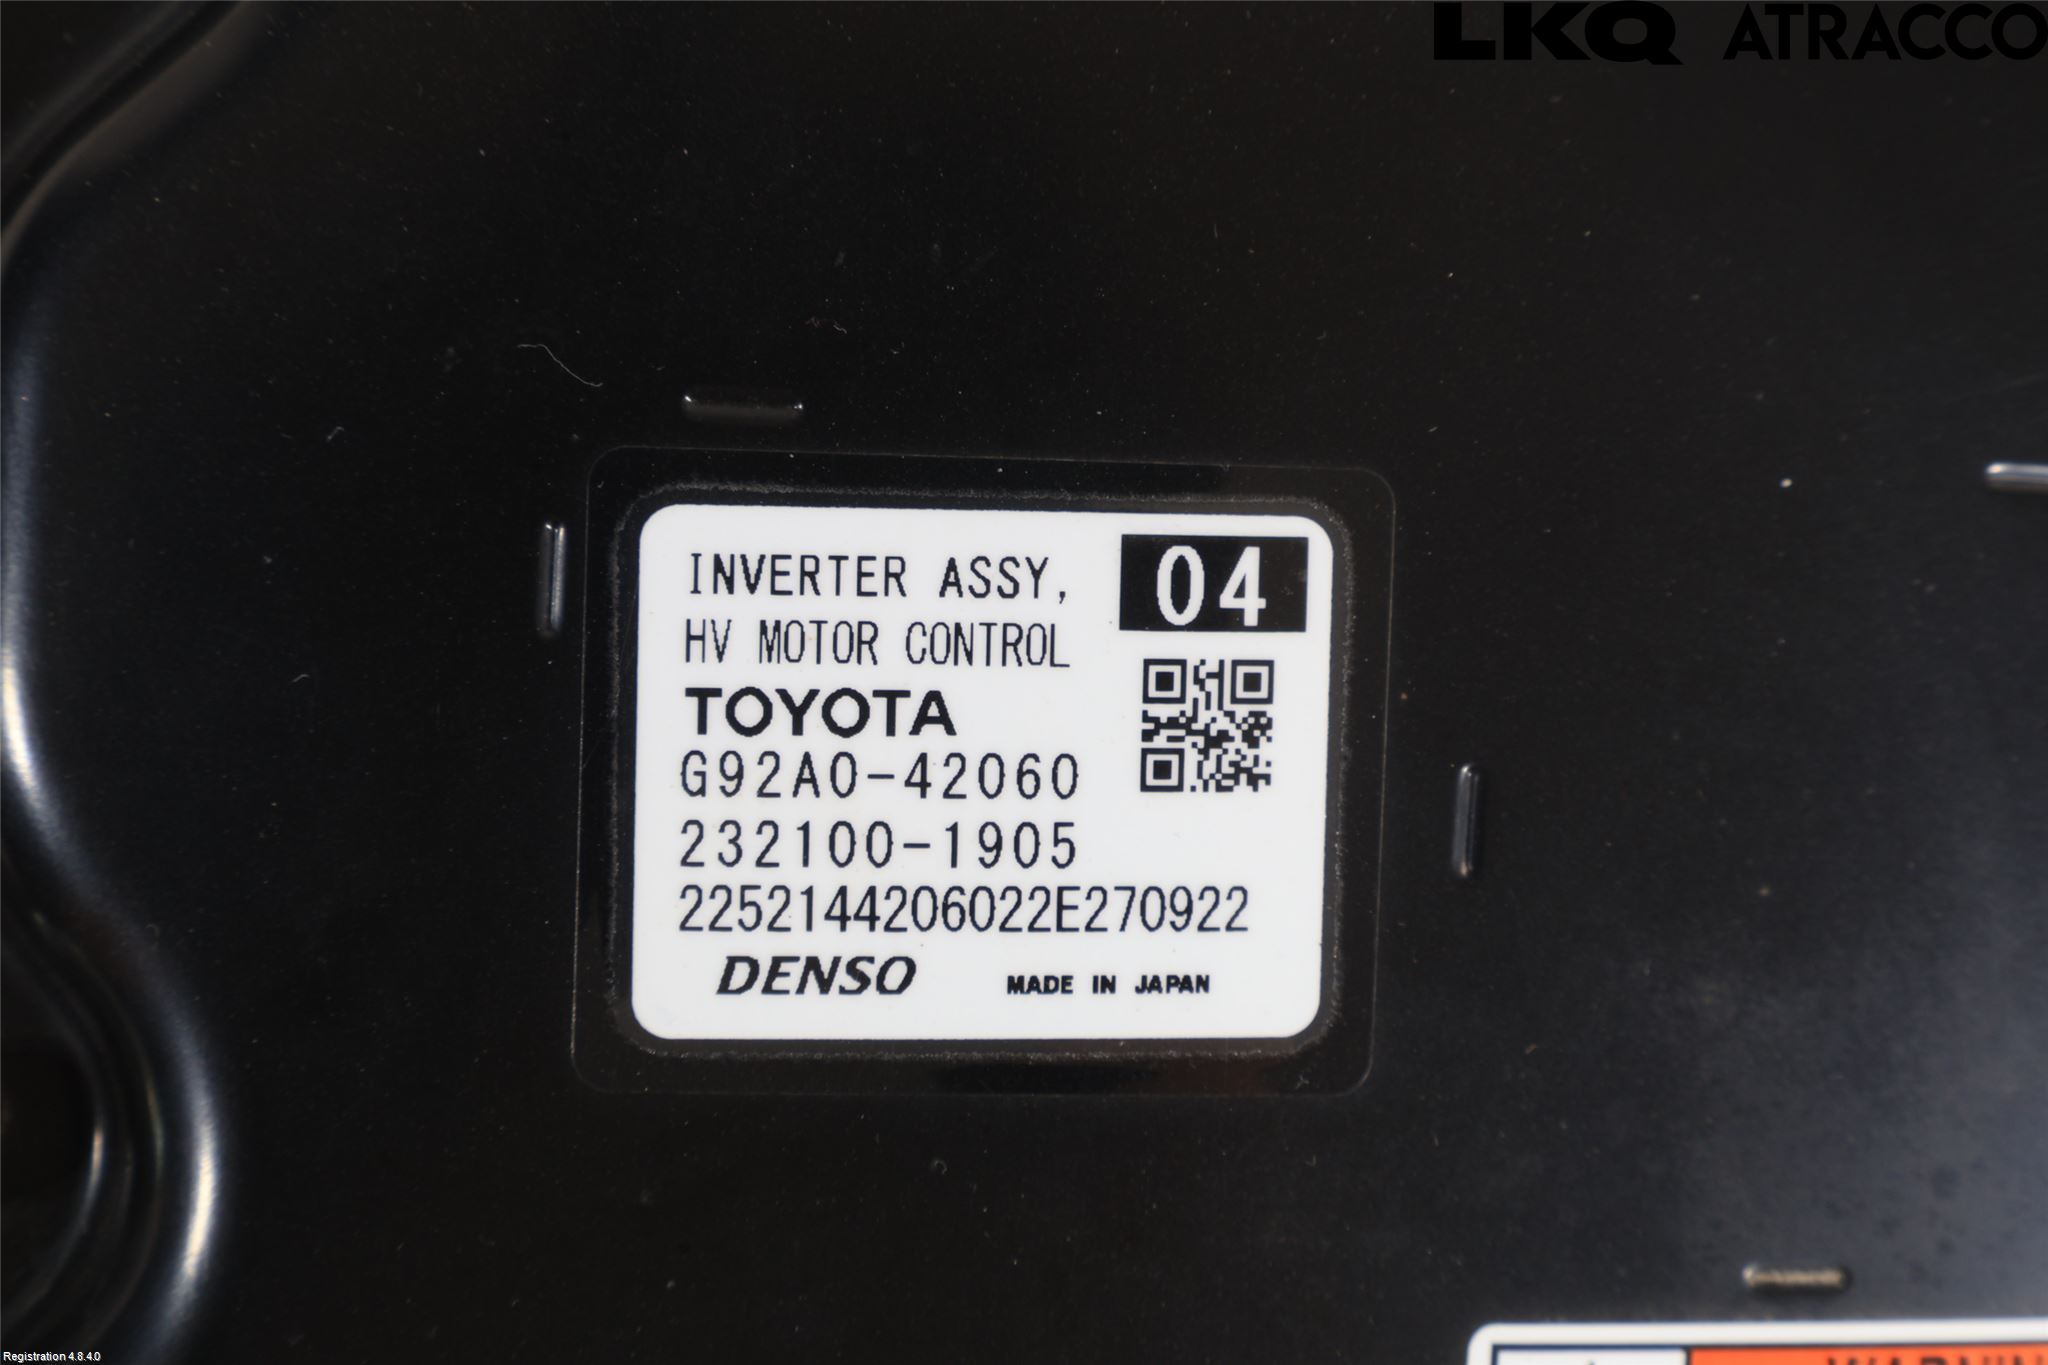 LKQ ATRACCO
INVERTER ASSY,
HV MOTOR CONTROL
04
TOYOTA
G92A0-42060
232100-1905
2252144206022E270922
DENSO
MADE IN JAPAN
Registration 4.8.4.0